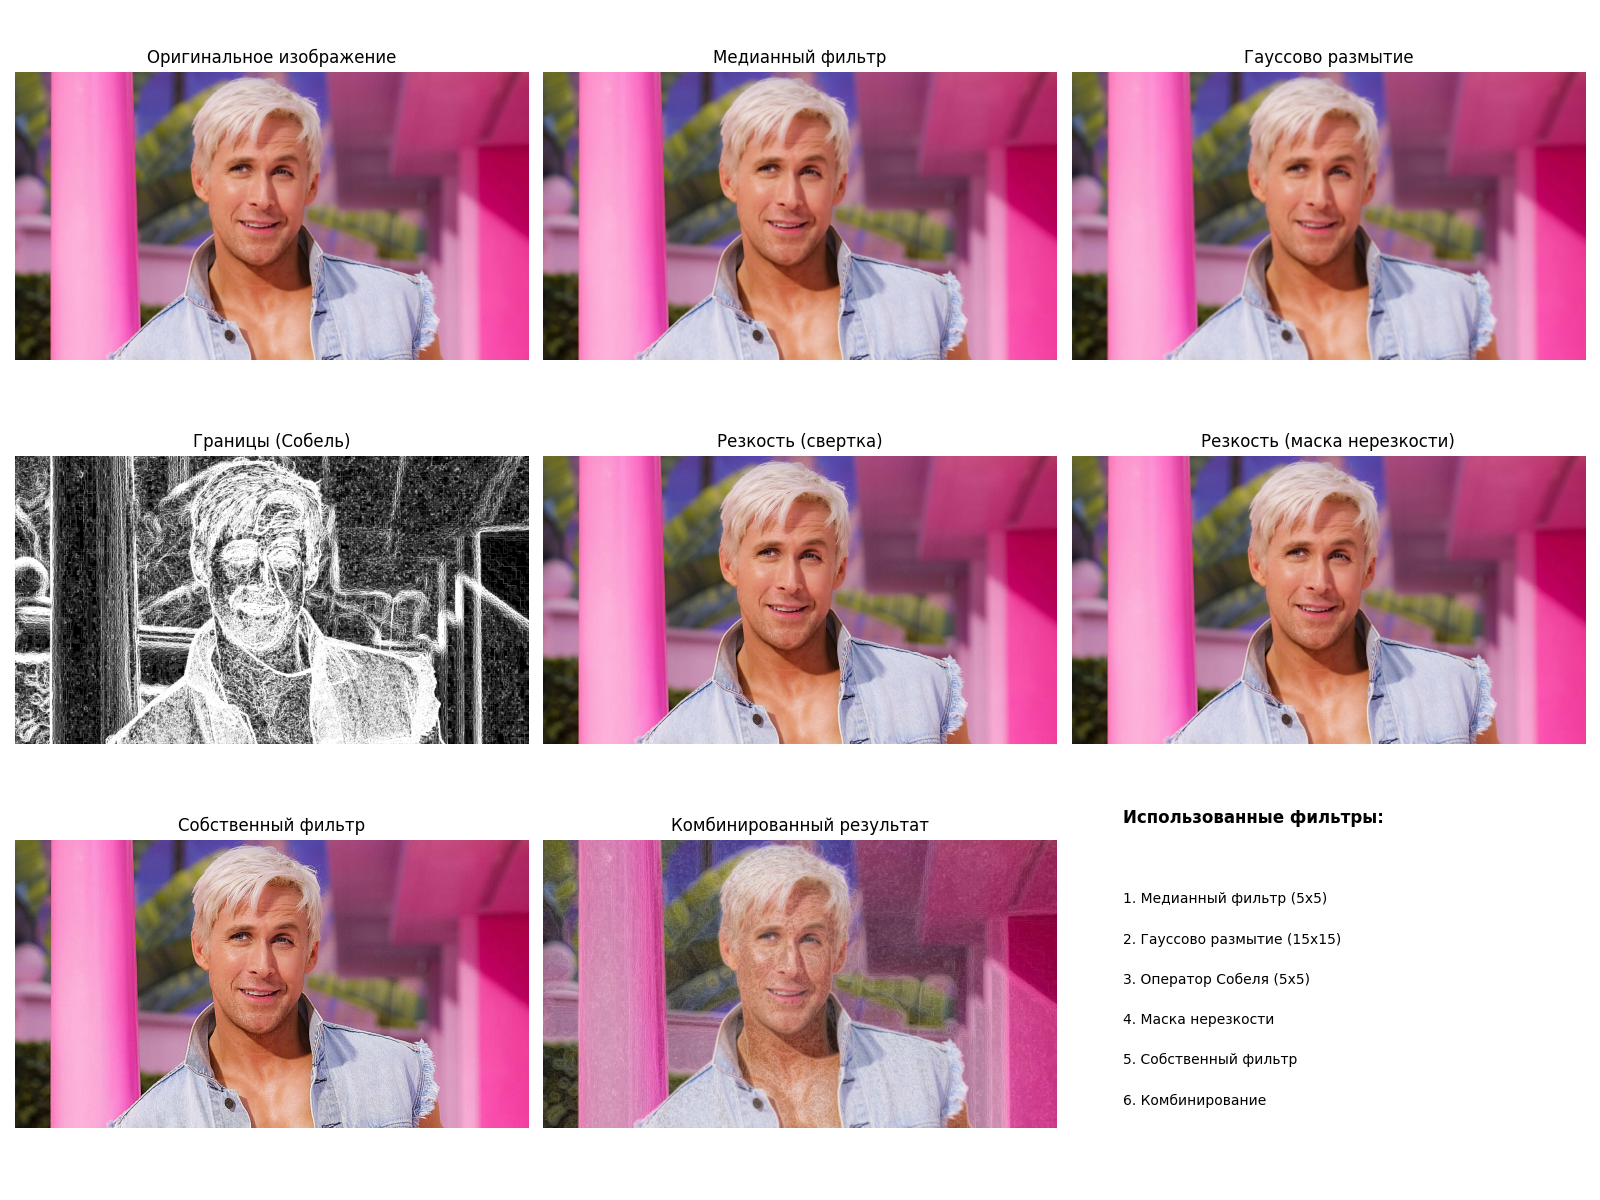 Оригинальное изображение
Медианный фильтр
Гауссово размытие
Границы (Собель)
Резкость (свертка)
Резкость (маска нерезкости)
Собственный фильтр
Комбинированный результат
Использованные фильтры:
1. Медианный фильтр (5x5)
2. Гауссово размытие (15x15)
3. Оператор Собеля (5x5)
4. Маска нерезкости
5. Собственный фильтр
6. Комбинирование